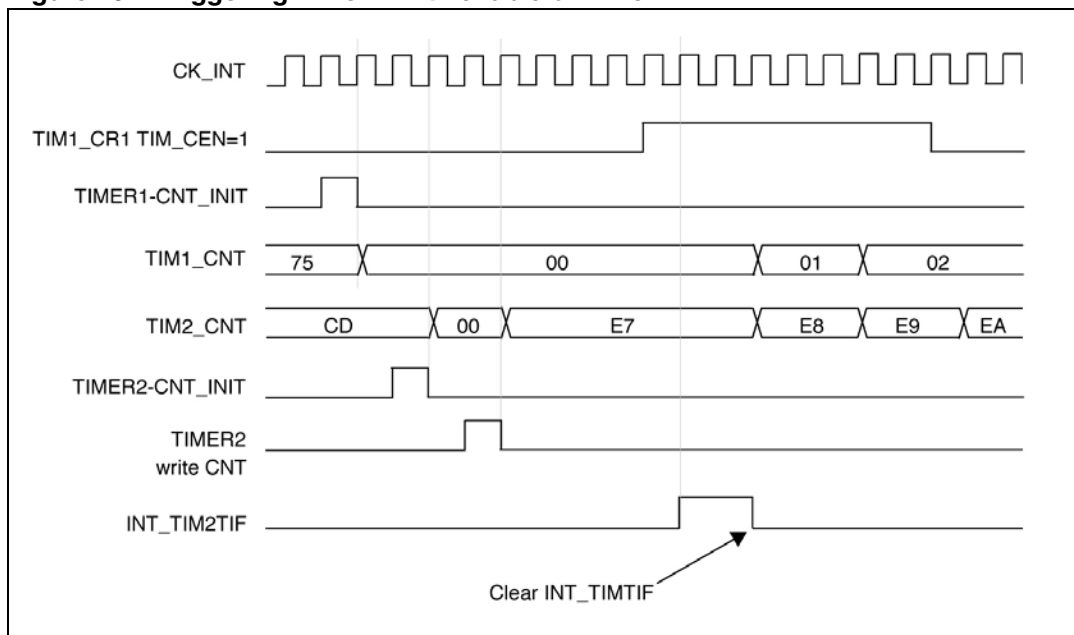 CK_INT
TIM1_CR1 TIM_CEN=1
TIMER1-CNT_INIT
TIM1_CNT
75
00
01
02
TIM2_CNT
CD
00
E7
E8
E9
EA
TIMER2-CNT_INIT
TIMER2
write CNT
INT_TIM2TIF
Clear INT_TIMTIF